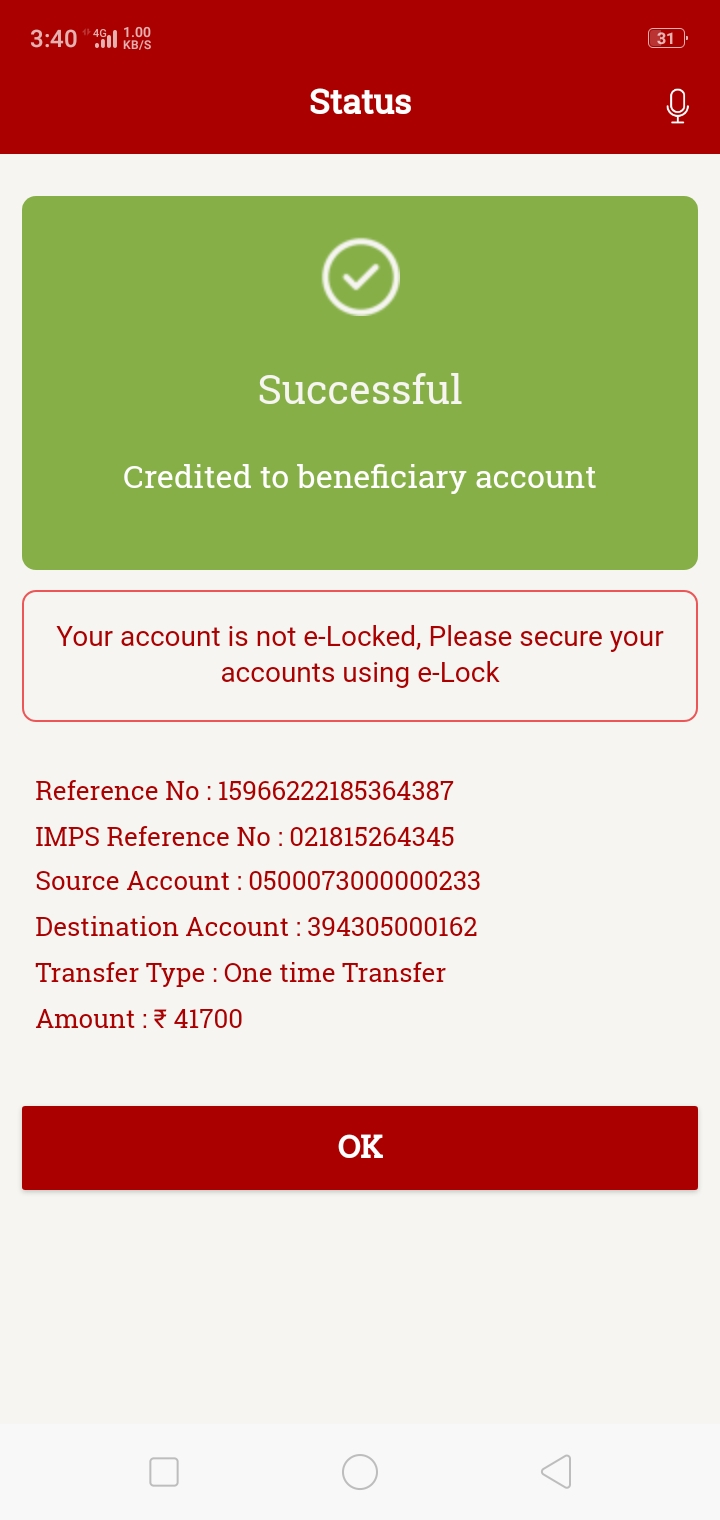 3:40 4G 1.00 KB/S 31
Status
Successful
Credited to beneficiary account
Your account is not e-Locked, Please secure your
accounts using e-Lock
Reference No : 15966222185364387
IMPS Reference No : 021815264345
Source Account : 0500073000000233
Destination Account : 394305000162
Transfer Type : One time Transfer
Amount : ₹ 41700
OK